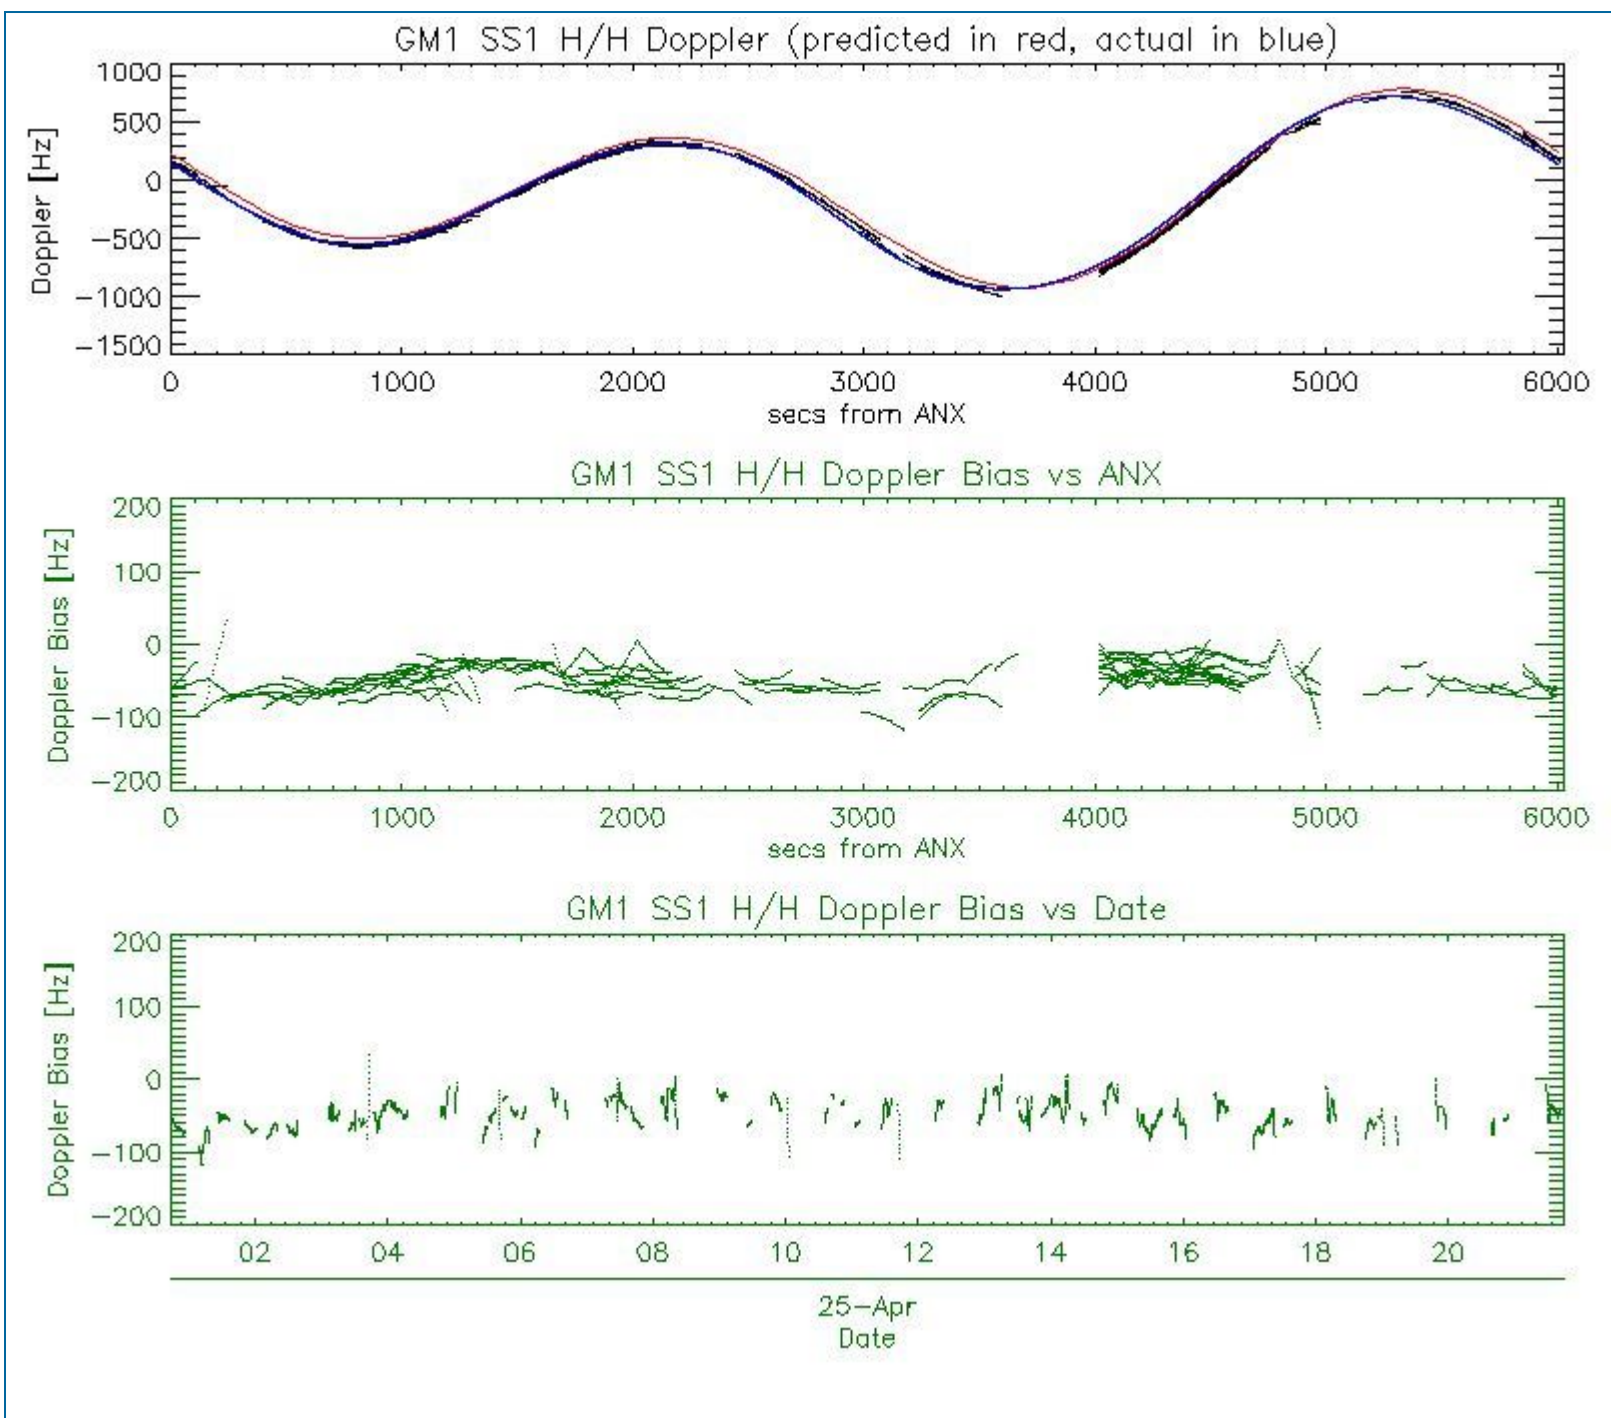 GM1 SS1 H/H Doppler (predicted in red, actual in blue)
Doppler [Hz]
1000
500
0
−500
−1000
−1500
0 1000 2000 3000 4000 5000 6000
secs from ANX
GM1 SS1 H/H Doppler Bias vs ANX
Doppler Bias [Hz]
200
100
0
−100
−200
0 1000 2000 3000 4000 5000 6000
secs from ANX
GM1 SS1 H/H Doppler Bias vs Date
Doppler Bias [Hz]
200
100
0
−100
−200
02 04 06 08 10 12 14 16 18 20
25−Apr
Date